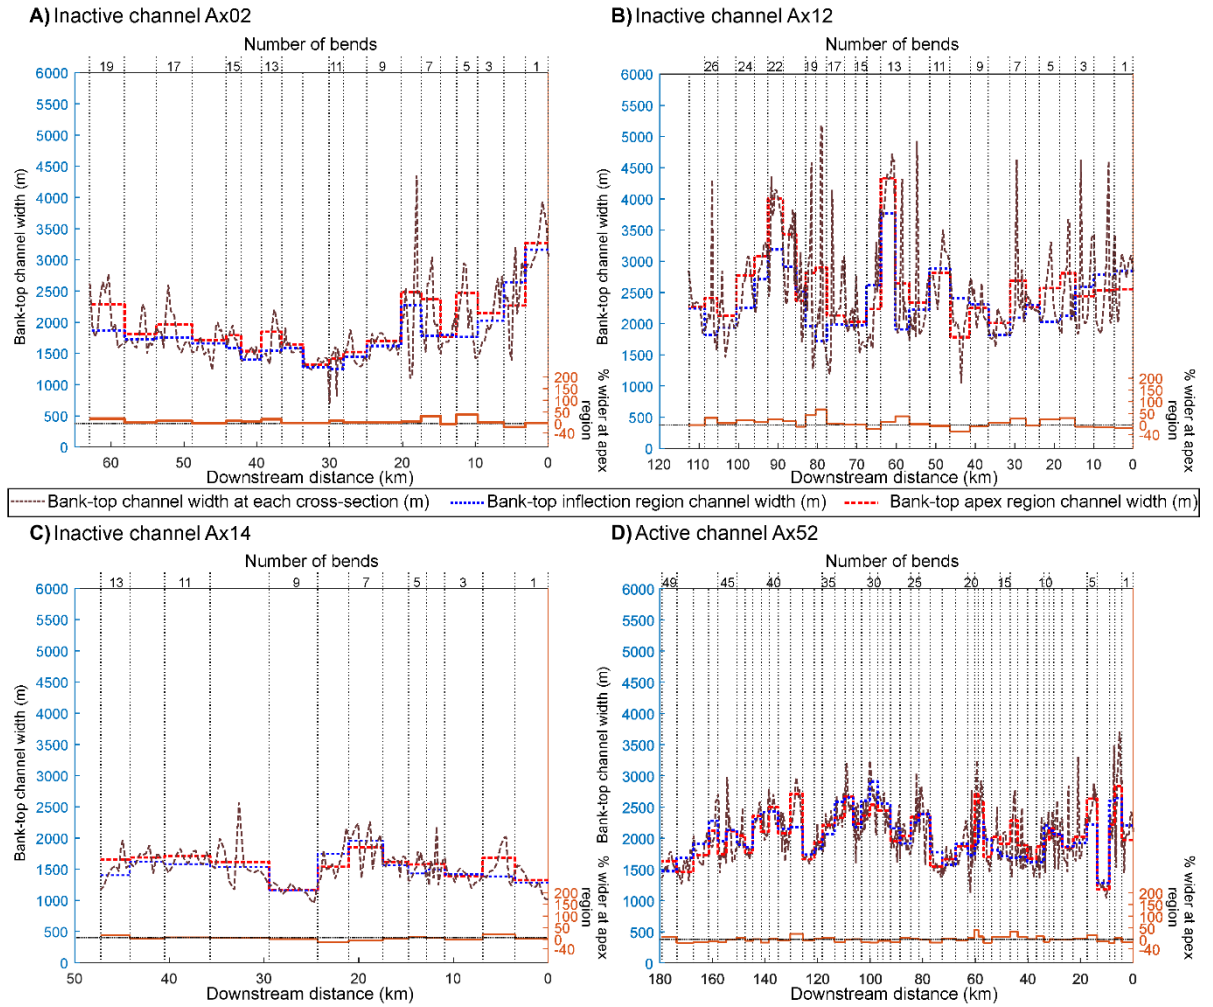 A) Inactive channel Ax02
Number of bends
19 17 15 13 11 9 7 5 3 1
6000
5500
5000
4500
4000
3500
3000
2500
2000
1500
1000
500
0
Bank-top channel width (m)
200
150
100
50
0
-40
% wider at apex
region
60 50 40 30 20 10 0
Downstream distance (km)
B) Inactive channel Ax12
Number of bends
26 24 22 19 17 15 13 11 9 7 5 3 1
6000
5500
5000
4500
4000
3500
3000
2500
2000
1500
1000
500
0
Bank-top channel width (m)
200
150
100
50
0
-40
% wider at apex
region
120 110 100 90 80 70 60 50 40 30 20 10 0
Downstream distance (km)
Bank-top channel width at each cross-section (m) Bank-top inflection region channel width (m) Bank-top apex region channel width (m)
C) Inactive channel Ax14
Number of bends
13 11 9 7 5 3 1
6000
5500
5000
4500
4000
3500
3000
2500
2000
1500
1000
500
0
Bank-top channel width (m)
200
150
100
50
0
-40
% wider at apex
region
50 40 30 20 10 0
Downstream distance (km)
D) Active channel Ax52
Number of bends
49 45 40 35 30 25 20 15 10 5 1
6000
5500
5000
4500
4000
3500
3000
2500
2000
1500
1000
500
0
Bank-top channel width (m)
200
150
100
50
0
-40
% wider at apex
region
180 160 140 120 100 80 60 40 20 0
Downstream distance (km)